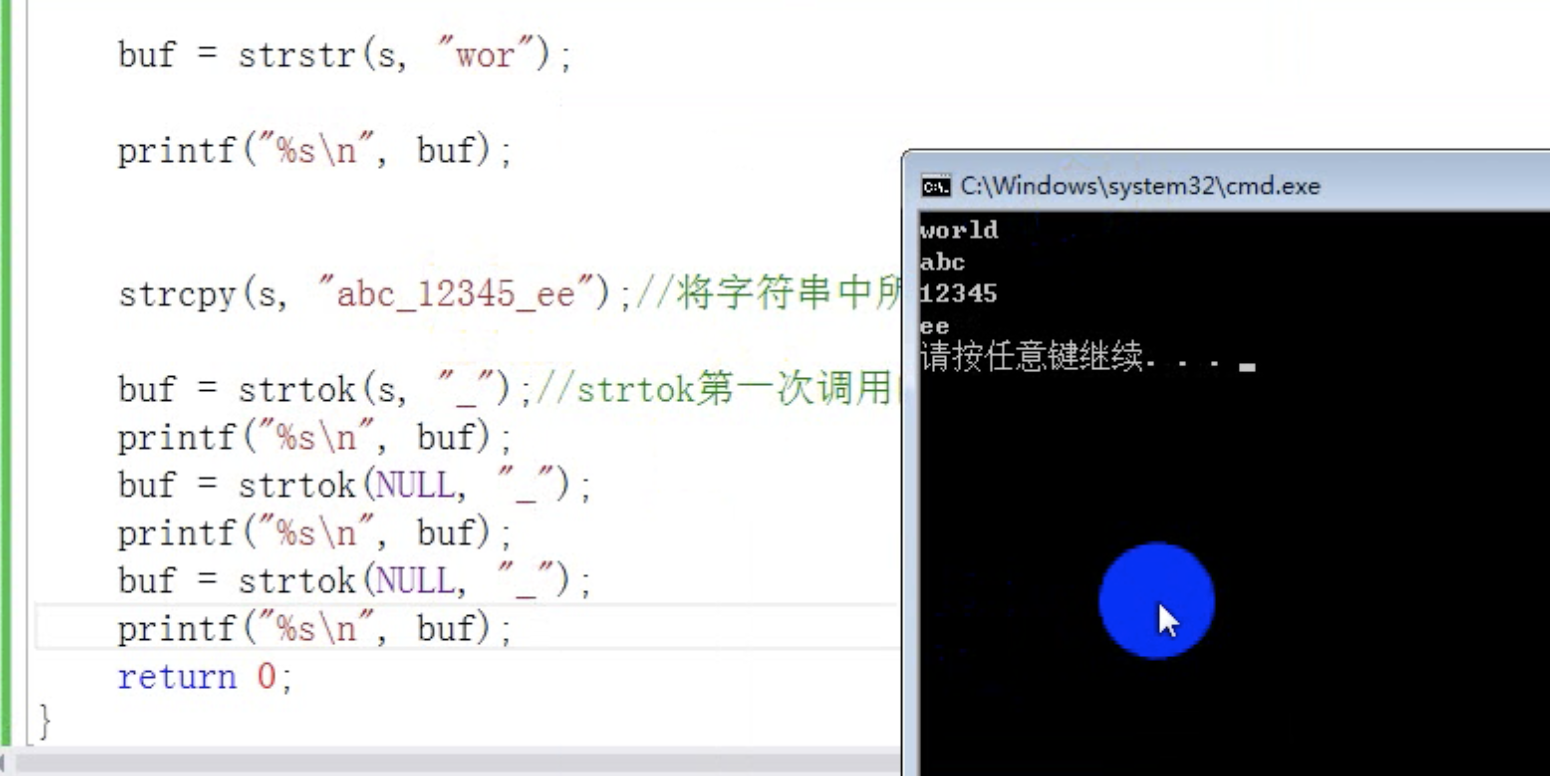 buf = strstr(s, "wor");
printf("%s\n", buf);
strcpy(s, "abc_12345_ee");//将字符串中所
buf = strtok(s, "_");//strtok第一次调用
printf("%s\n", buf);
buf = strtok(NULL, "_");
printf("%s\n", buf);
buf = strtok(NULL, "_");
printf("%s\n", buf);
return 0;
}
C:\Windows\system32\cmd.exe
world
abc
12345
ee
请按任意键继续. . .